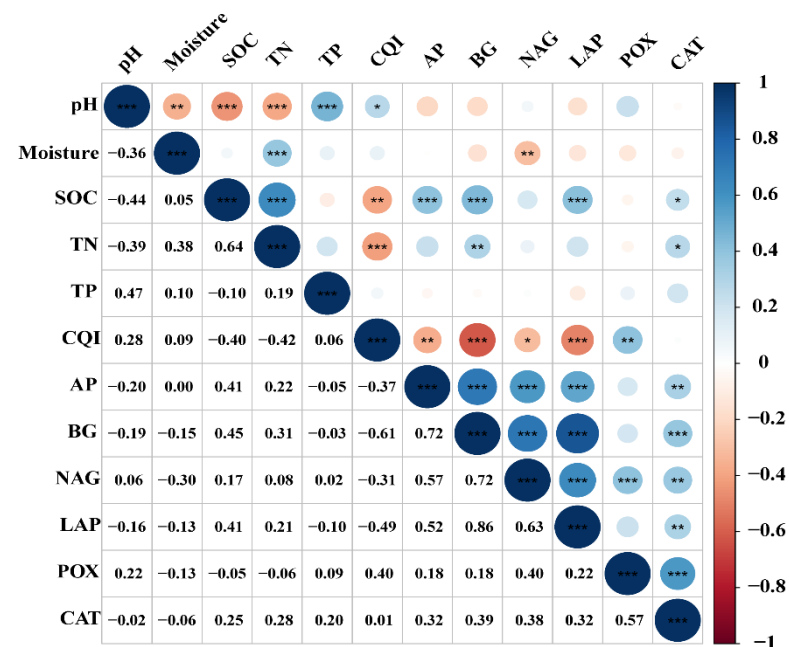 pH Moisture SOC TN TP CQI AP BG NAG LAP POX CAT
pH *** ** *** *** *** * 1
Moisture −0.36 *** *** ** 0.8
SOC −0.44 0.05 *** *** ** *** *** *** * 0.6
TN −0.39 0.38 0.64 *** *** ** * 0.4
TP 0.47 0.10 −0.10 0.19 *** 0.2
CQI 0.28 0.09 −0.40 −0.42 0.06 *** ** *** * *** ** 0
AP −0.20 0.00 0.41 0.22 −0.05 −0.37 *** *** *** *** ** −0.2
BG −0.19 −0.15 0.45 0.31 −0.03 −0.61 0.72 *** *** *** *** −0.4
NAG 0.06 −0.30 0.17 0.08 0.02 −0.31 0.57 0.72 *** *** *** ** −0.6
LAP −0.16 −0.13 0.41 0.21 −0.10 −0.49 0.52 0.86 0.63 *** **
POX 0.22 −0.13 −0.05 −0.06 0.09 0.40 0.18 0.18 0.40 0.22 *** *** −0.8
CAT −0.02 −0.06 0.25 0.28 0.20 0.01 0.32 0.39 0.38 0.32 0.57 *** −1